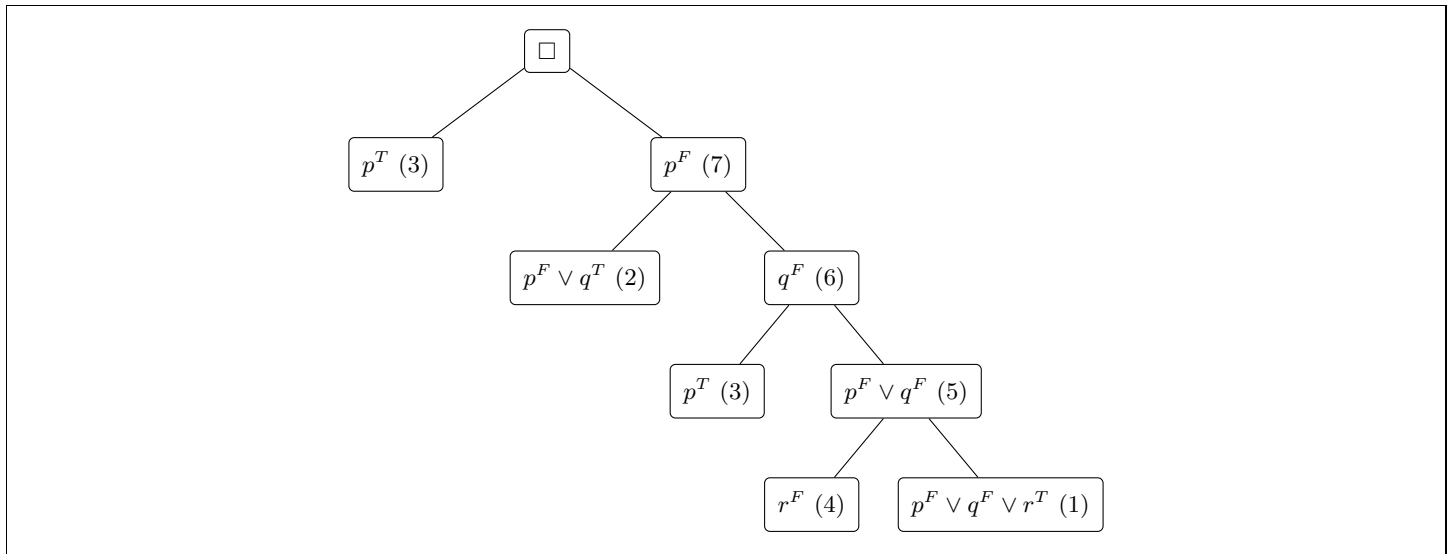 □
p^T (3) p^F (7)
p^F ∨ q^T (2) q^F (6)
p^T (3) p^F ∨ q^F (5)
r^F (4) p^F ∨ q^F ∨ r^T (1)